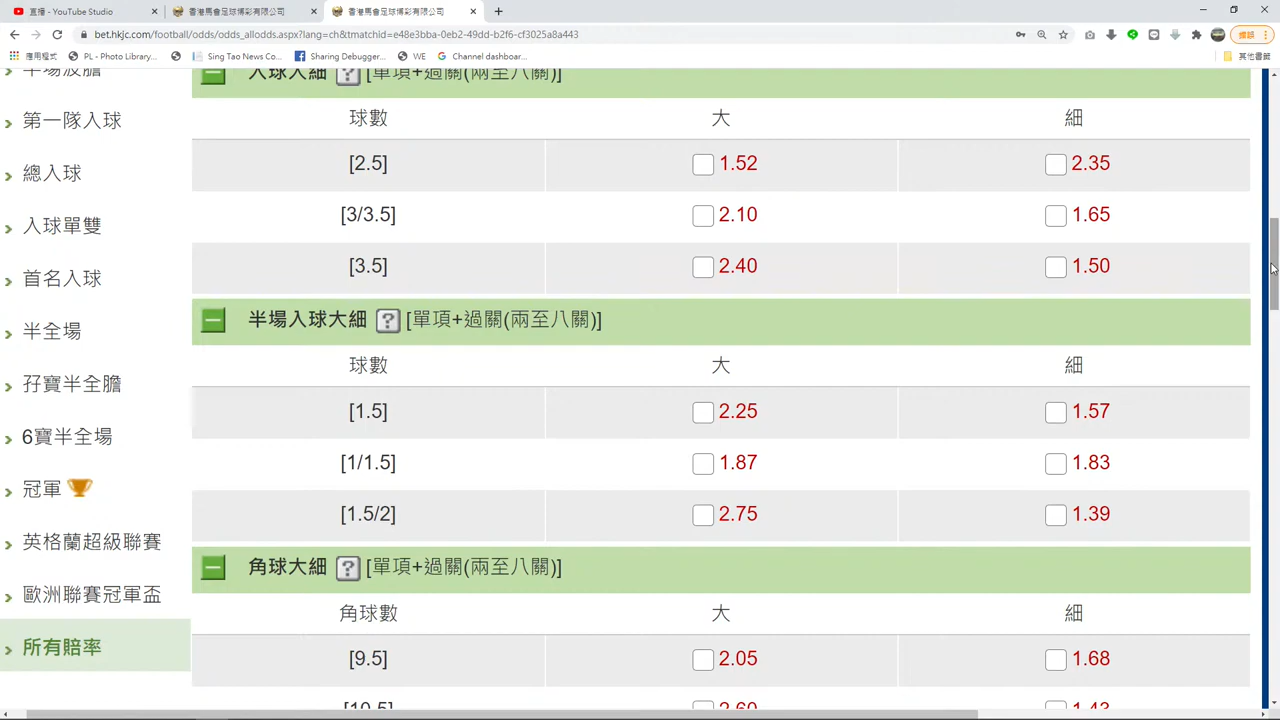 直播 - YouTube Studio
香港馬會足球博彩有限公司
香港馬會足球博彩有限公司
bet.hkjc.com/football/odds/odds_allodds.aspx?lang=ch&tmatchid=e48e3bba-0eb2-49dd-b2f6-cf3025a8a443
應用程式
PL - Photo Library...
Sing Tao News Co...
Sharing Debugger...
WE
Channel dashboar...
其他書籤
半場波膽
第一隊入球
總入球
入球單雙
首名入球
半全場
孖寶半全膽
6寶半全場
冠軍
英格蘭超級聯賽
歐洲聯賽冠軍盃
所有賠率
入球大細 ? [單項+過關(兩至八關)]
球數 大 細
[2.5] 1.52 2.35
[3/3.5] 2.10 1.65
[3.5] 2.40 1.50
半場入球大細 ? [單項+過關(兩至八關)]
球數 大 細
[1.5] 2.25 1.57
[1/1.5] 1.87 1.83
[1.5/2] 2.75 1.39
角球大細 ? [單項+過關(兩至八關)]
角球數 大 細
[9.5] 2.05 1.68
[10.5] 2.60 1.43